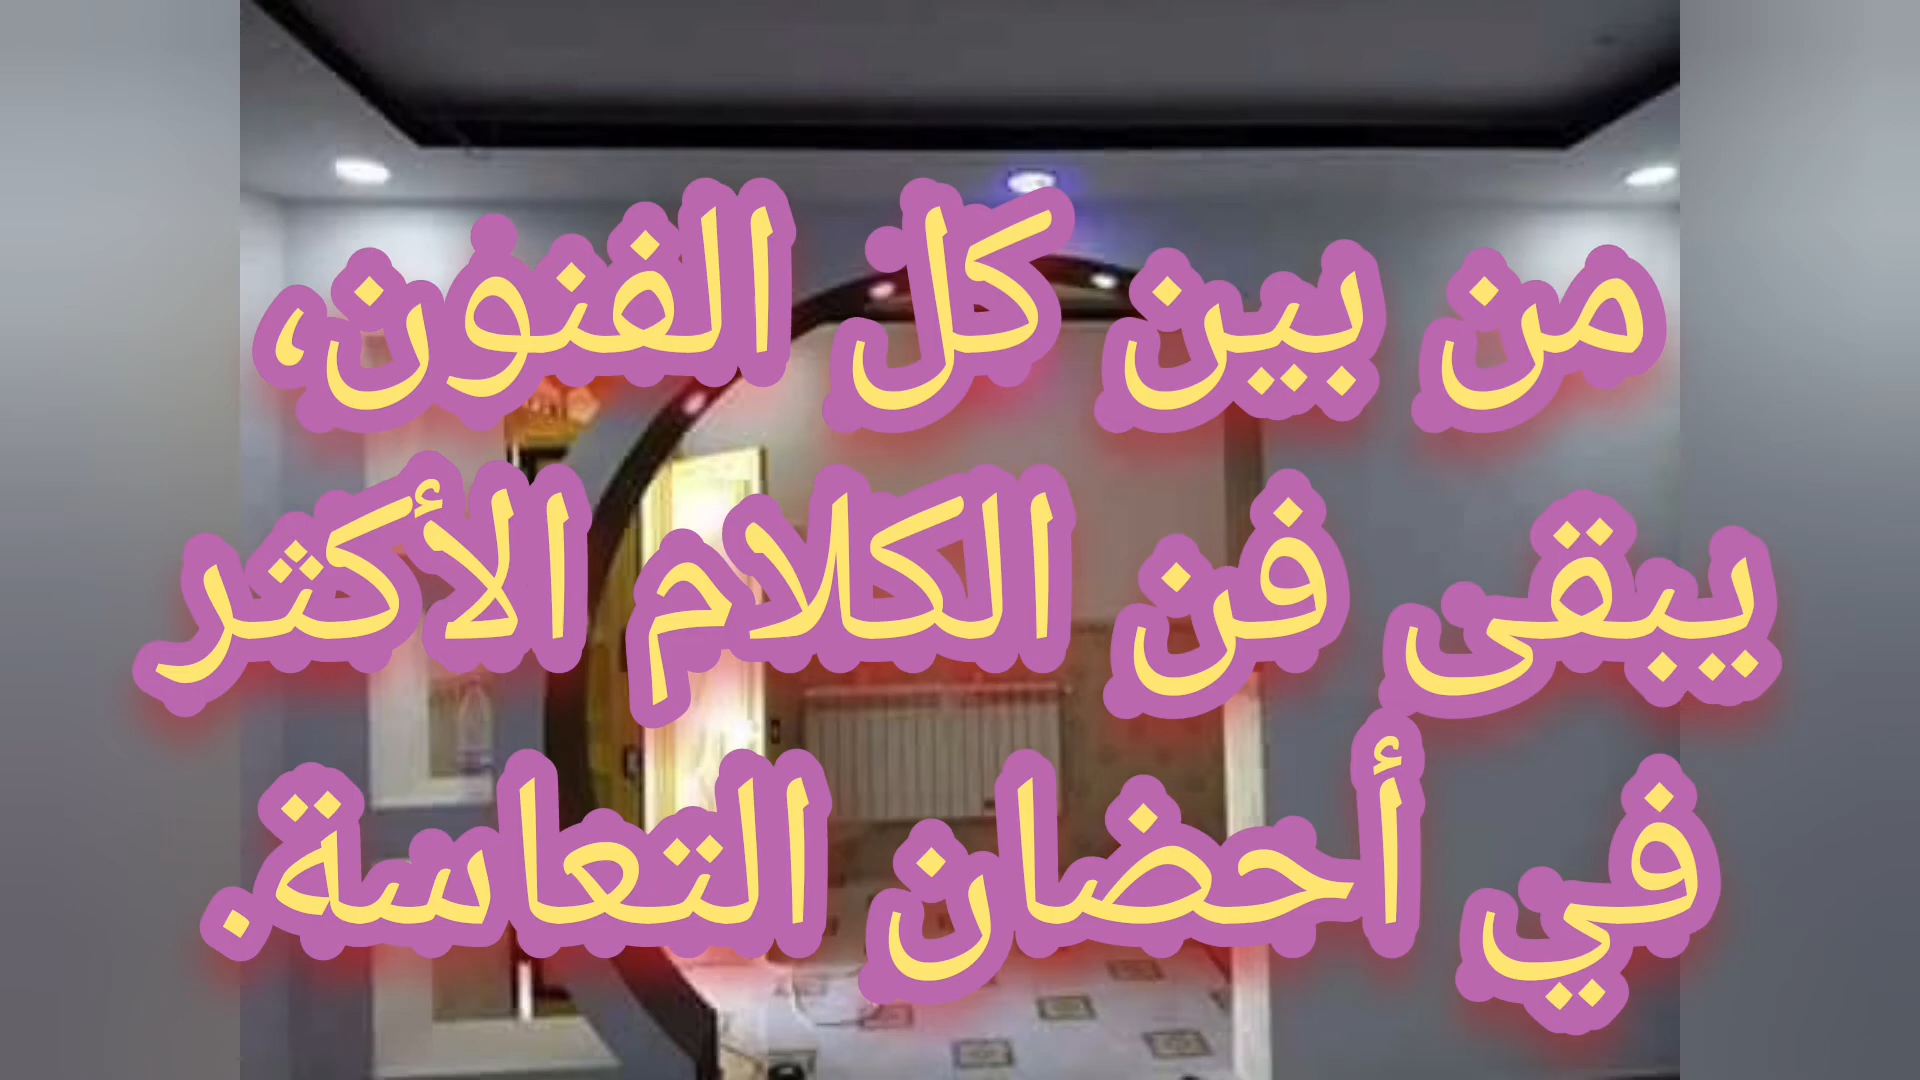 من بين كل الفنون،
يبقى فن الكلام الأكثر
في أحضان التعاسة.